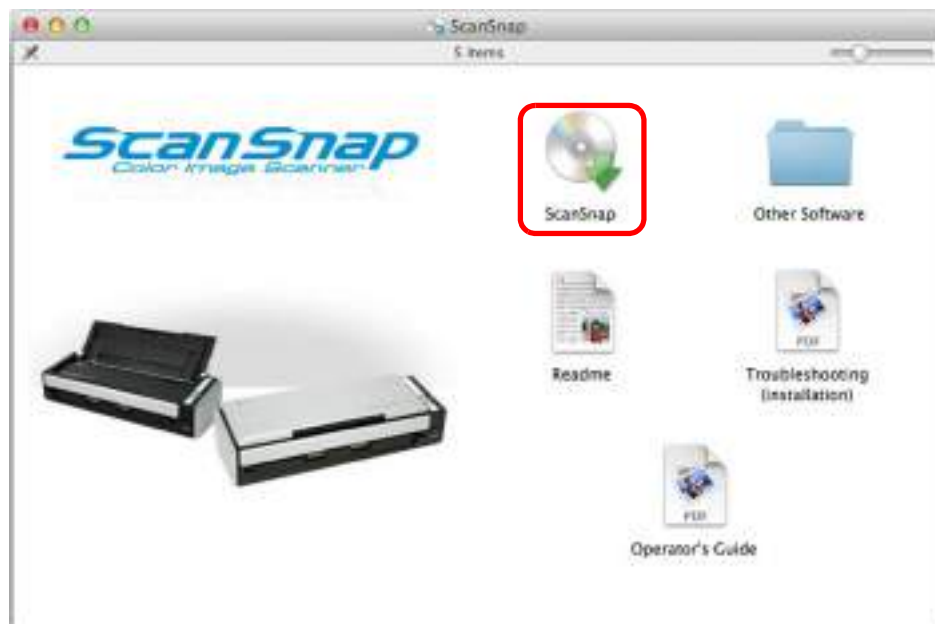 ScanSnap
5 items
ScanSnap
Color Image Scanner
ScanSnap
Other Software
Readme
PDF
Troubleshooting
(installation)
PDF
Operator's Guide